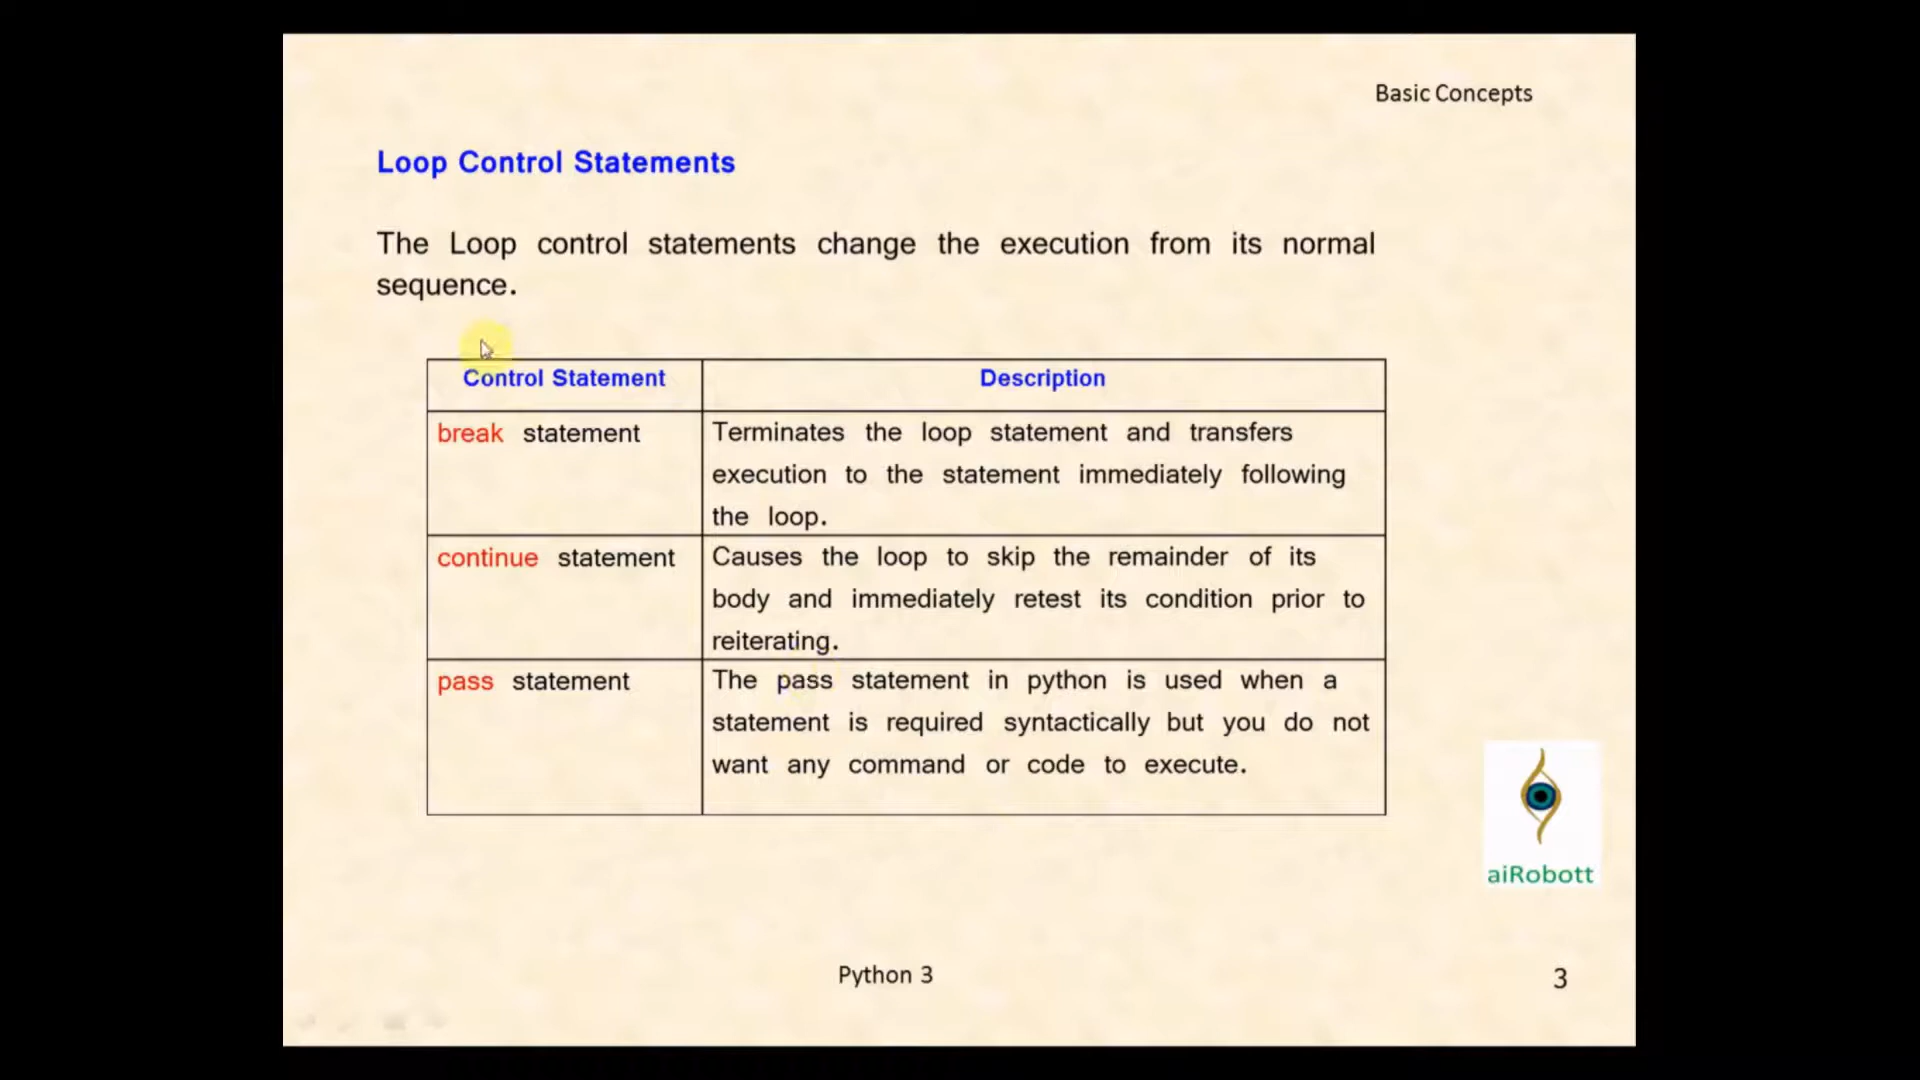 Basic Concepts
Loop Control Statements
The Loop control statements change the execution from its normal
sequence.
Control Statement
Description
break statement
Terminates the loop statement and transfers
execution to the statement immediately following
the loop.
continue statement
Causes the loop to skip the remainder of its
body and immediately retest its condition prior to
reiterating.
pass statement
The pass statement in python is used when a
statement is required syntactically but you do not
want any command or code to execute.
aiRobott
Python 3
3